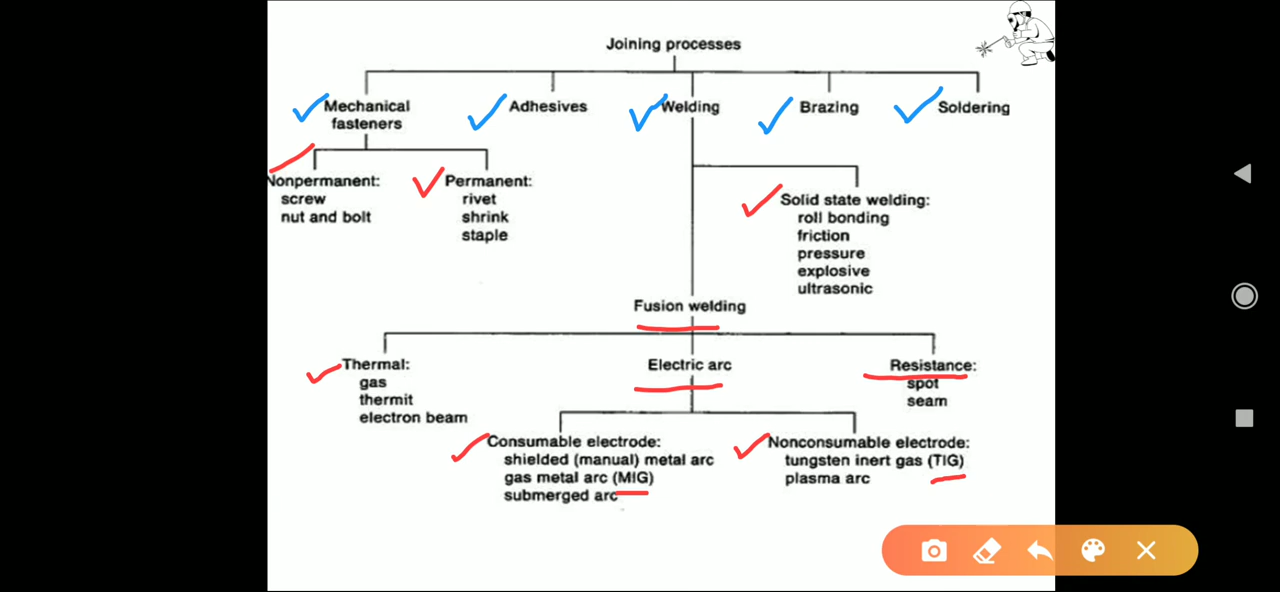 Joining processes
Mechanical
fasteners
Adhesives
Welding
Brazing
Soldering
Nonpermanent:
screw
nut and bolt
Permanent:
rivet
shrink
staple
Solid state welding:
roll bonding
friction
pressure
explosive
ultrasonic
Fusion welding
Thermal:
gas
thermit
electron beam
Electric arc
Resistance:
spot
seam
Consumable electrode:
shielded (manual) metal arc
gas metal arc (MIG)
submerged arc
Nonconsumable electrode:
tungsten inert gas (TIG)
plasma arc